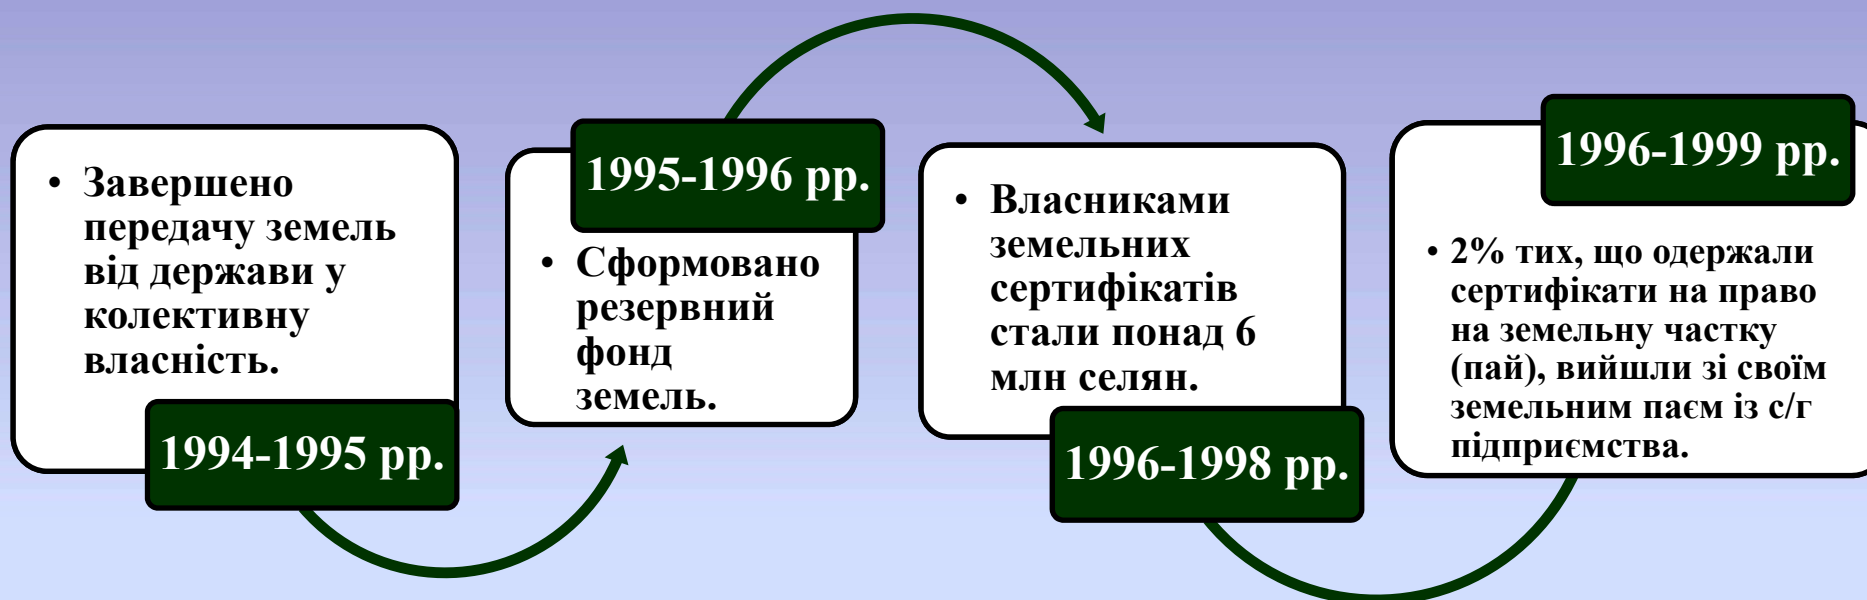 • Завершено
передачу земель
від держави у
колективну
власність.
1994-1995 рр.
1995-1996 рр.
• Сформовано
резервний
фонд
земель.
• Власниками
земельних
сертифікатів
стали понад 6
млн селян.
1996-1998 рр.
1996-1999 рр.
• 2% тих, що одержали
сертифікати на право
на земельну частку
(пай), вийшли зі своїм
земельним паєм із с/г
підприємства.